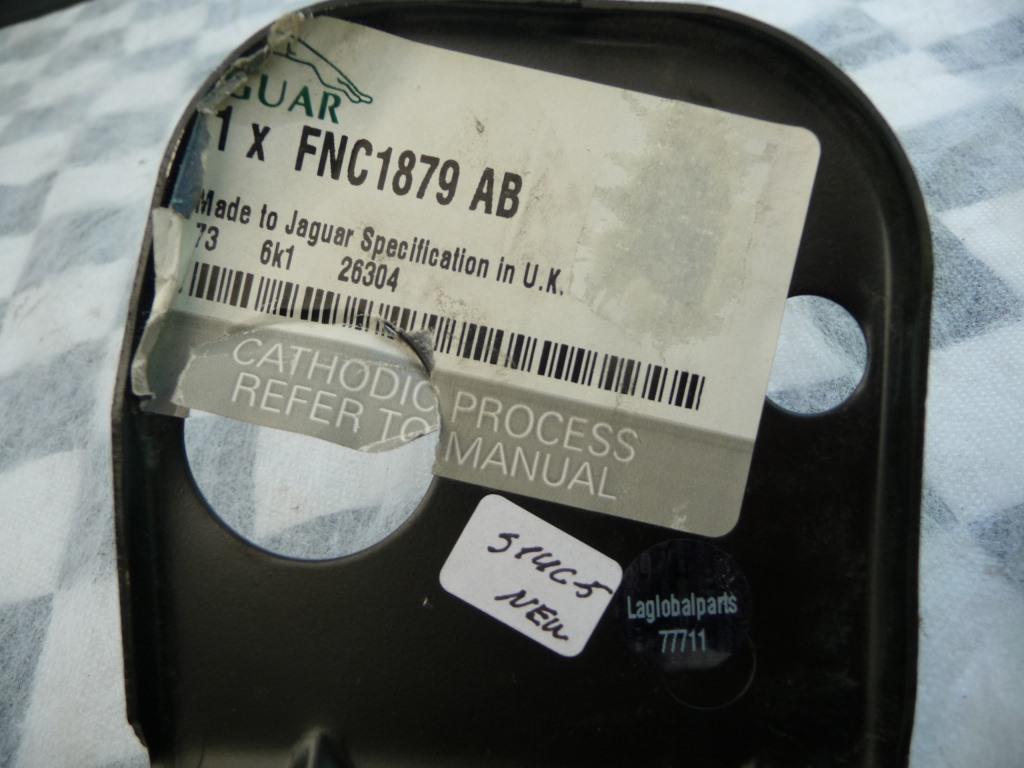 GUAR
1 x FNC1879 AB
Made to Jaguar Specification in U.K.
73 6k1 26304
CATHODIC PROCESS
REFER TO MANUAL
S14C5
NEW
Laglobalparts
77711